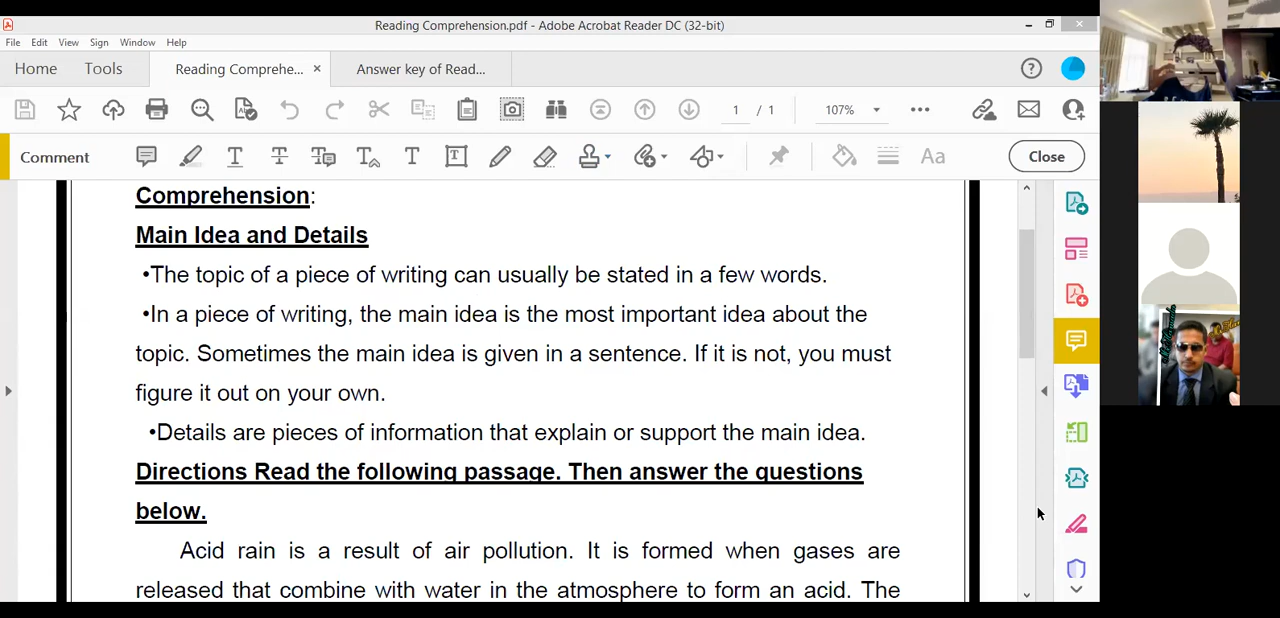 Reading Comprehension.pdf - Adobe Acrobat Reader DC (32-bit)
File Edit View Sign Window Help
Home Tools Reading Comprehe... × Answer key of Read...
1 / 1 107%
Comment Close
Comprehension:
Main Idea and Details
•The topic of a piece of writing can usually be stated in a few words.
•In a piece of writing, the main idea is the most important idea about the
topic. Sometimes the main idea is given in a sentence. If it is not, you must
figure it out on your own.
•Details are pieces of information that explain or support the main idea.
Directions Read the following passage. Then answer the questions
below.
Acid rain is a result of air pollution. It is formed when gases are
released that combine with water in the atmosphere to form an acid. The